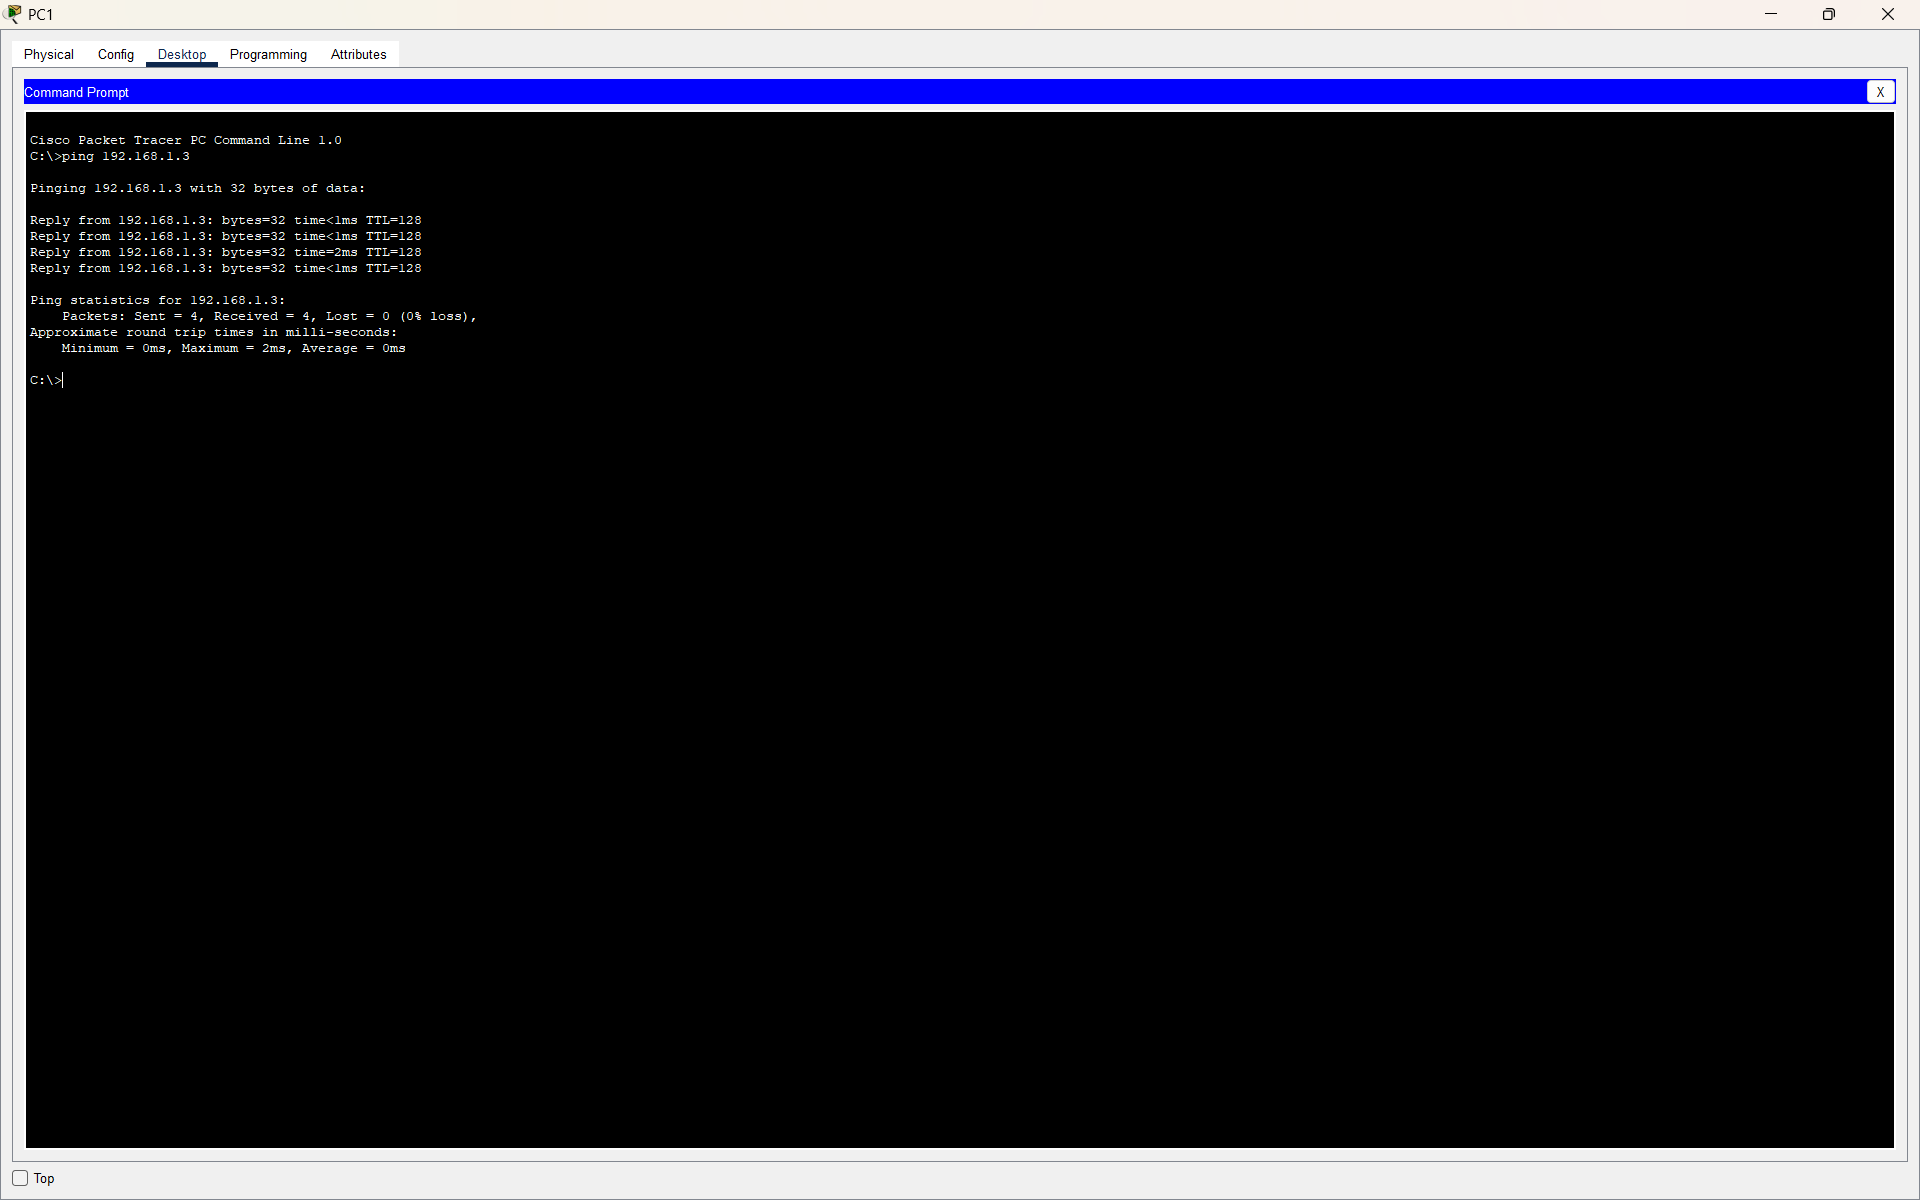 PC1
Physical Config Desktop Programming Attributes
Command Prompt
X
Cisco Packet Tracer PC Command Line 1.0
C:\>ping 192.168.1.3
Pinging 192.168.1.3 with 32 bytes of data:
Reply from 192.168.1.3: bytes=32 time<1ms TTL=128
Reply from 192.168.1.3: bytes=32 time<1ms TTL=128
Reply from 192.168.1.3: bytes=32 time=2ms TTL=128
Reply from 192.168.1.3: bytes=32 time<1ms TTL=128
Ping statistics for 192.168.1.3:
Packets: Sent = 4, Received = 4, Lost = 0 (0% loss),
Approximate round trip times in milli-seconds:
Minimum = 0ms, Maximum = 2ms, Average = 0ms
C:\>
Top